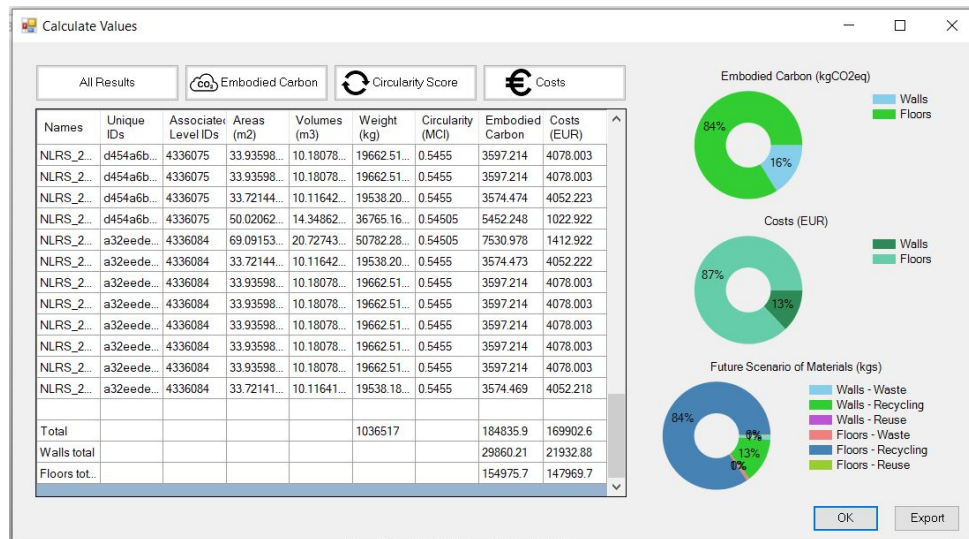 Calculate Values
All Results
CO₂ Embodied Carbon
Circularity Score
€ Costs
Names Unique IDs Associatec Level IDs Areas (m2) Volumes (m3) Weight (kg) Circularity (MCI) Embodied Carbon Costs (EUR)
NLRS_2... d454a6b... 4336075 33.93598... 10.18078... 19662.51... 0.5455 3597.214 4078.003
NLRS_2... d454a6b... 4336075 33.93598... 10.18078... 19662.51... 0.5455 3597.214 4078.003
NLRS_2... d454a6b... 4336075 33.72144... 10.11642... 19538.20... 0.5455 3574.474 4052.223
NLRS_2... d454a6b... 4336075 50.02062... 14.34862... 36765.16... 0.54505 5452.248 1022.922
NLRS_2... a32eede... 4336084 69.09153... 20.72743... 50782.28... 0.54505 7530.978 1412.922
NLRS_2... a32eede... 4336084 33.72144... 10.11642... 19538.20... 0.5455 3574.473 4052.222
NLRS_2... a32eede... 4336084 33.93598... 10.18078... 19662.51... 0.5455 3597.214 4078.003
NLRS_2... a32eede... 4336084 33.93598... 10.18078... 19662.51... 0.5455 3597.214 4078.003
NLRS_2... a32eede... 4336084 33.93598... 10.18078... 19662.51... 0.5455 3597.214 4078.003
NLRS_2... a32eede... 4336084 33.93598... 10.18078... 19662.51... 0.5455 3597.214 4078.003
NLRS_2... a32eede... 4336084 33.93598... 10.18078... 19662.51... 0.5455 3597.214 4078.003
NLRS_2... a32eede... 4336084 33.72141... 10.11641... 19538.18... 0.5455 3574.469 4052.218
Total 1036517 184835.9 169902.6
Walls total 29860.21 21932.88
Floors tot... 154975.7 147969.7
Embodied Carbon (kgCO2eq)
Walls
Floors
84%
16%
Costs (EUR)
Walls
Floors
87%
13%
Future Scenario of Materials (kgs)
Walls - Waste
Walls - Recycling
Walls - Reuse
Floors - Waste
Floors - Recycling
Floors - Reuse
84%
13%
OK
Export